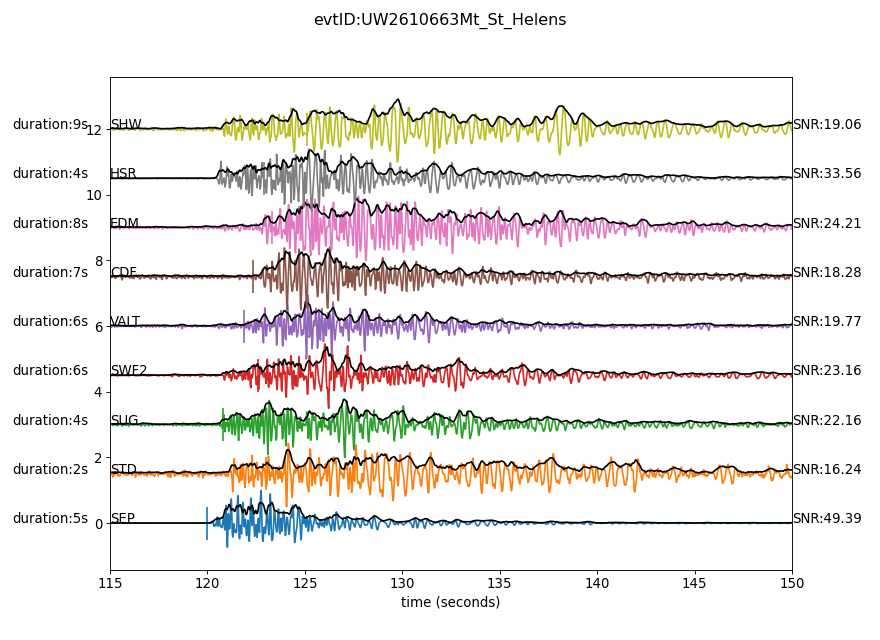 evtID:UW2610663Mt_St_Helens
duration:9s SHW SNR:19.06
12
duration:4s HSR SNR:33.56
10
duration:8s EDM SNR:24.21
8
duration:7s CDF SNR:18.28
duration:6s VALT SNR:19.77
6
duration:6s SWF2 SNR:23.16
4
duration:4s SUG SNR:22.16
2
duration:2s STD SNR:16.24
duration:5s SEP SNR:49.39
0
115 120 125 130 135 140 145 150
time (seconds)